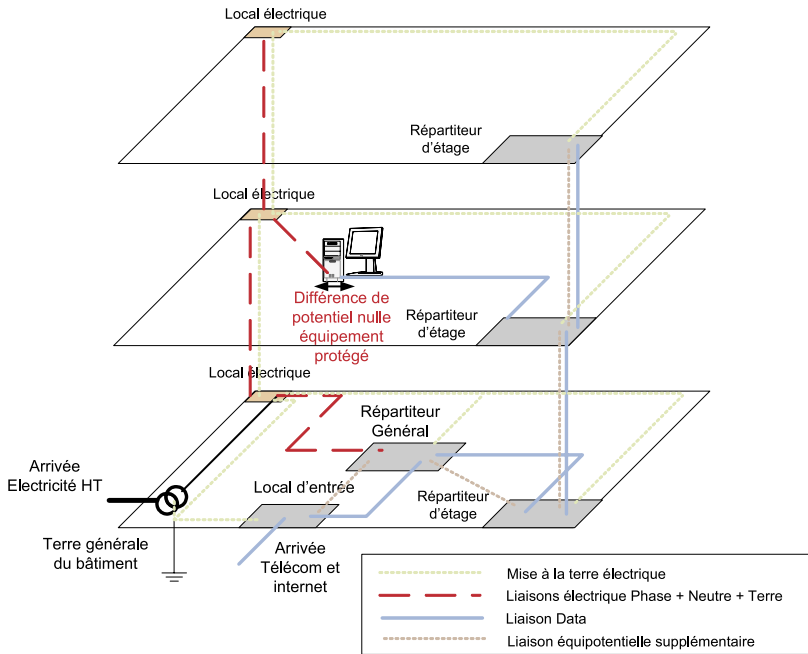 Local électrique
Répartiteur
d'étage
Local électrique
Différence de
potentiel nulle
équipement
protégé
Répartiteur
d'étage
Local électrique
Répartiteur
Général
Arrivée
Electricité HT
Local d'entrée
Répartiteur
d'étage
Terre générale
du bâtiment
Arrivée
Télécom et
internet
Mise à la terre électrique
Liaisons électrique Phase + Neutre + Terre
Liaison Data
Liaison équipotentielle supplémentaire